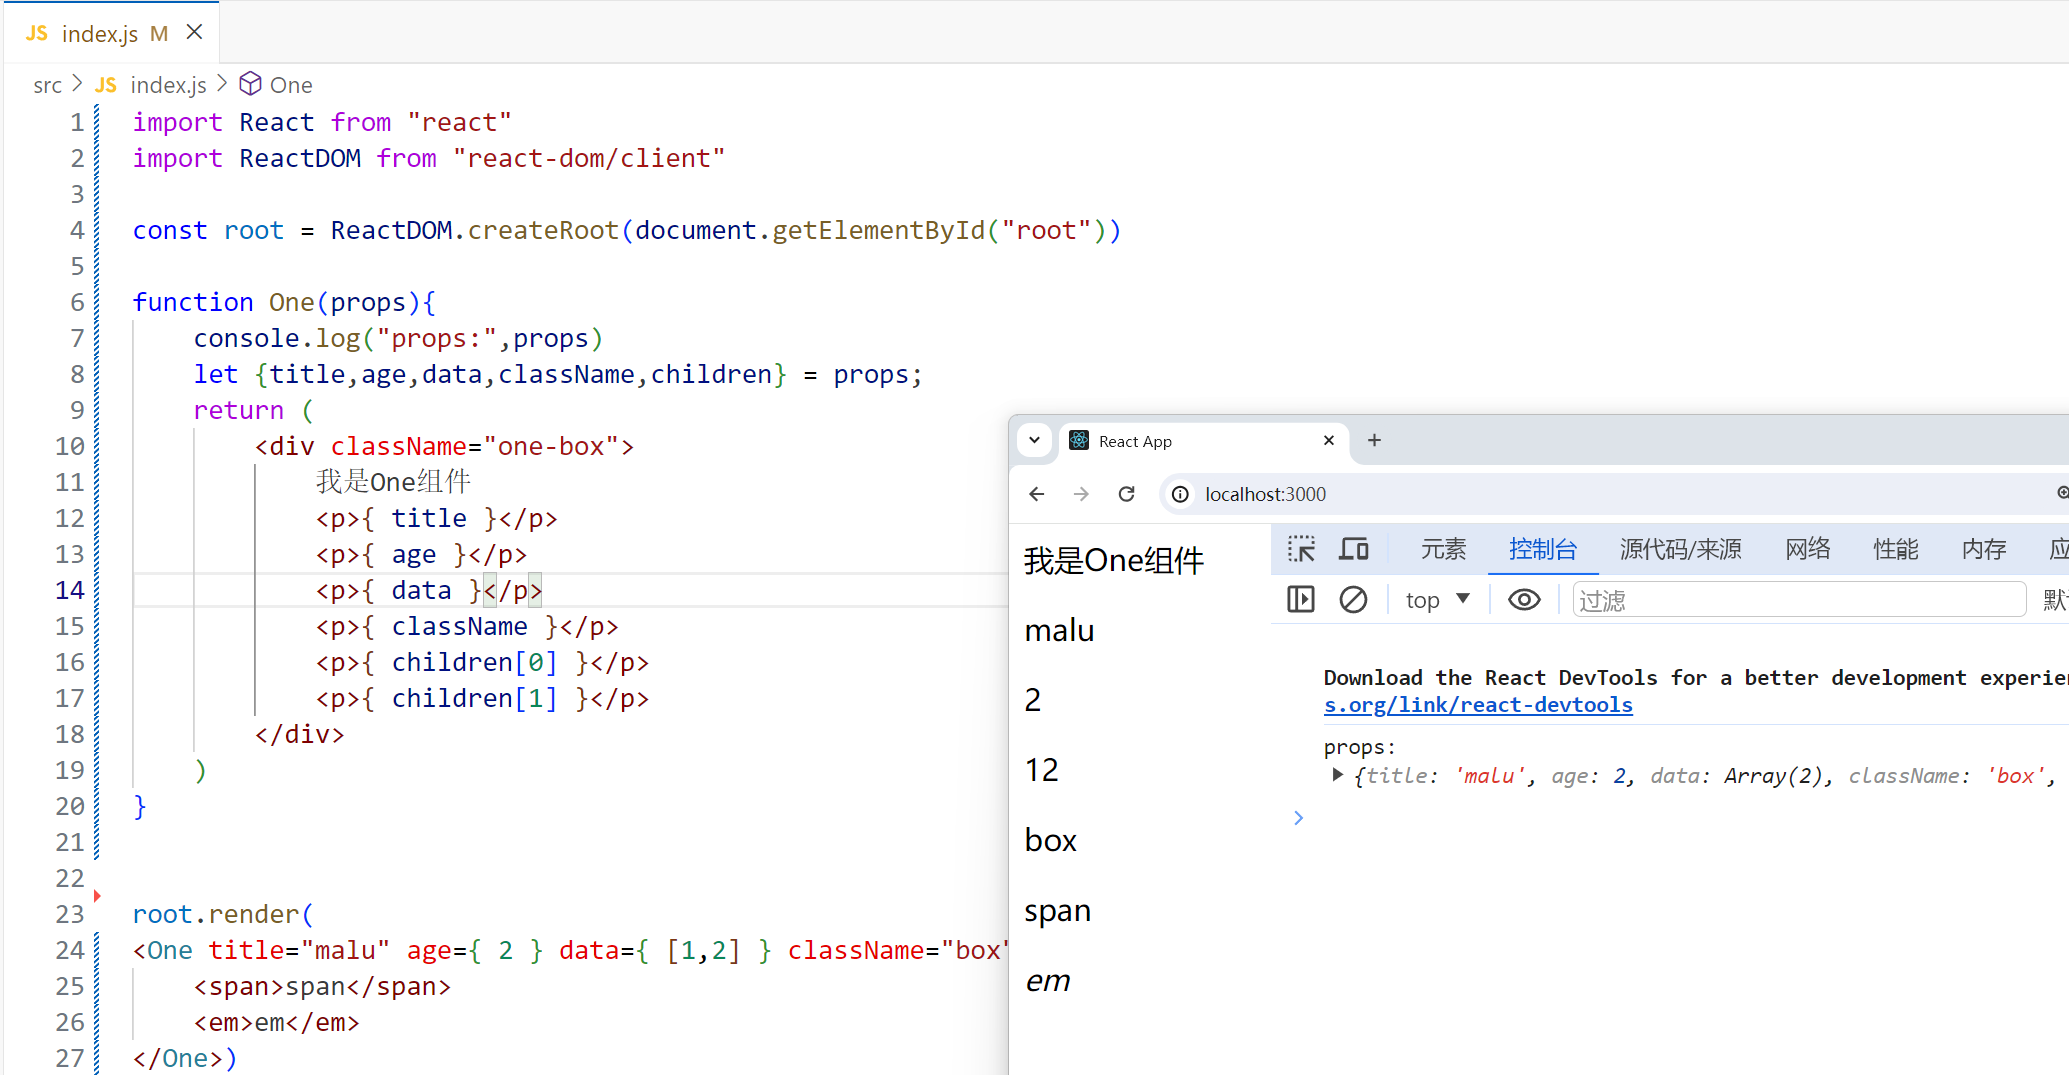 JS index.js M
src > JS index.js > One
1 import React from "react"
2 import ReactDOM from "react-dom/client"
3
4 const root = ReactDOM.createRoot(document.getElementById("root"))
5
6 function One(props){
7 console.log("props:",props)
8 let {title,age,data,className,children} = props;
9 return (
10 <div className="one-box">
11 我是One组件
12 <p>{ title }</p>
13 <p>{ age }</p>
14 <p>{ data }</p>
15 <p>{ className }</p>
16 <p>{ children[0] }</p>
17 <p>{ children[1] }</p>
18 </div>
19 )
20 }
21
22
23 root.render(
24 <One title="malu" age={ 2 } data={ [1,2] } className="box"
25 <span>span</span>
26 <em>em</em>
27 </One>)
React App
localhost:3000
我是One组件
malu
2
12
box
span
em
元素 控制台 源代码/来源 网络 性能 内存 应
top 过滤 默
Download the React DevTools for a better development
s.org/link/react-devtools
props:
{title: 'malu', age: 2, data: Array(2), className: 'box',